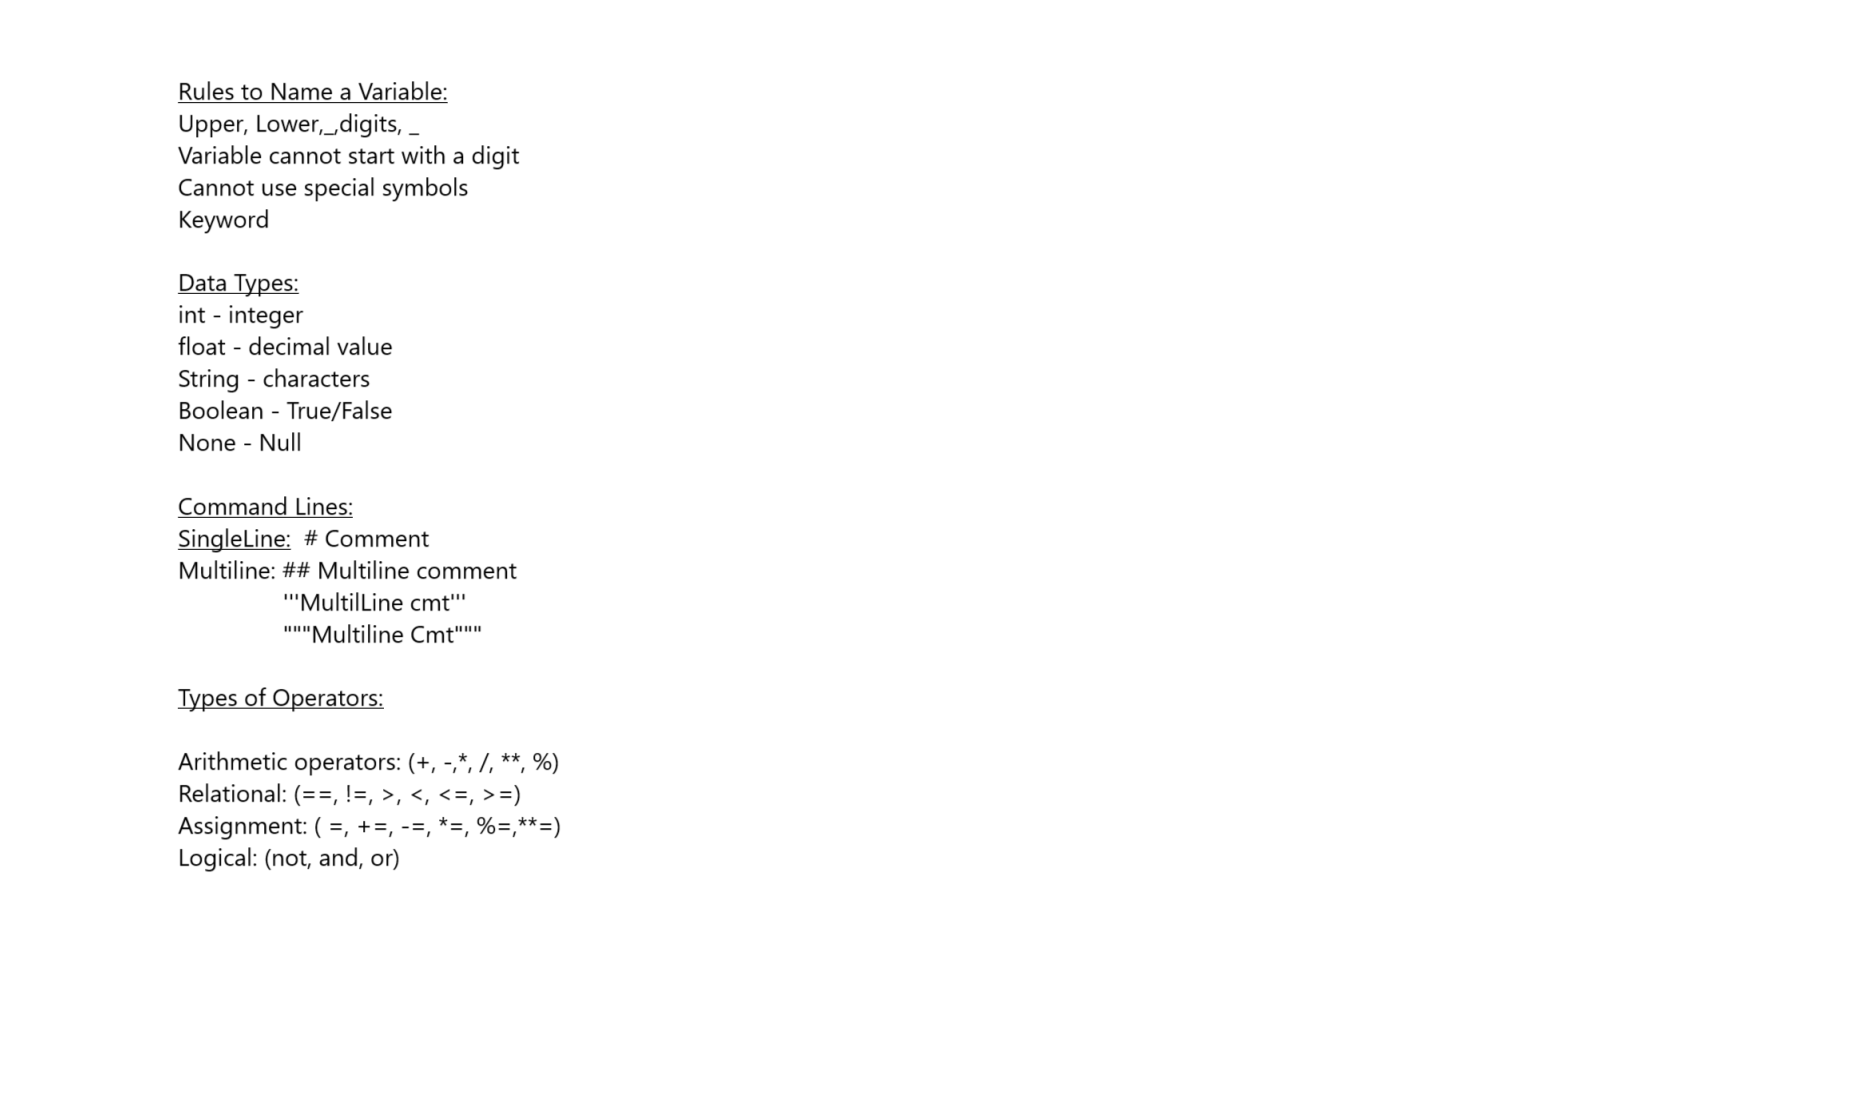 Rules to Name a Variable:
Upper, Lower,_,digits, _
Variable cannot start with a digit
Cannot use special symbols
Keyword
Data Types:
int - integer
float - decimal value
String - characters
Boolean - True/False
None - Null
Command Lines:
SingleLine:  # Comment
Multiline: ## Multiline comment
'''MultilLine cmt'''
"""Multiline Cmt"""
Types of Operators:
Arithmetic operators: (+, -,*, /, **, %)
Relational: (==, !=, >, <, <=, >=)
Assignment: ( =, +=, -=, *=, %=,**=)
Logical: (not, and, or)